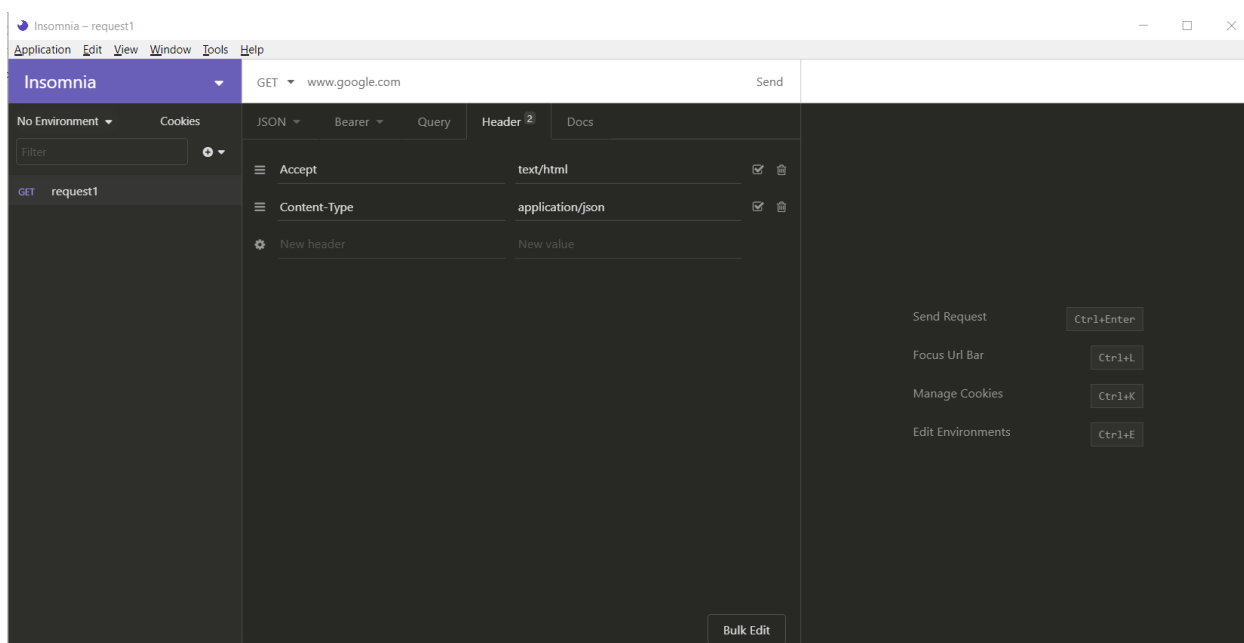 Insomnia – request1
Application Edit View Window Tools Help
Insomnia
GET www.google.com Send
No Environment Cookies
JSON Bearer Query Header 2 Docs
Filter
Accept text/html
GET request1
Content-Type application/json
New header New value
Send Request Ctrl+Enter
Focus Url Bar Ctrl+L
Manage Cookies Ctrl+K
Edit Environments Ctrl+E
Bulk Edit